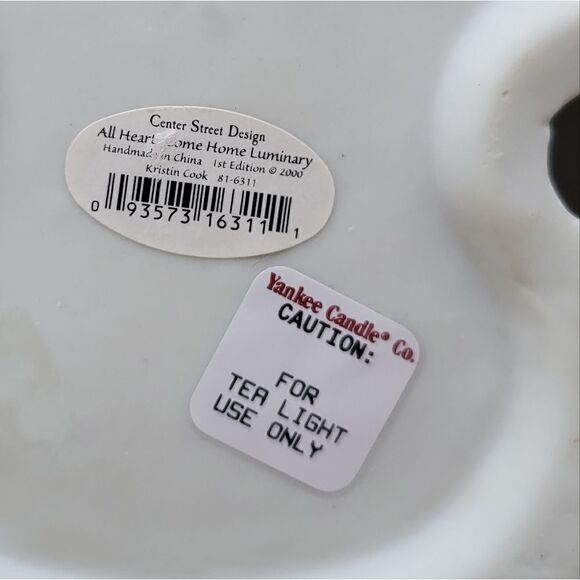 Center Street Design
All Heart Come Home Luminary
Handmade in China 1st Edition © 2000
Kristin Cook 81-6311
0 93573 16311 1
Yankee Candle® Co.
CAUTION:
FOR
TEA LIGHT
USE ONLY